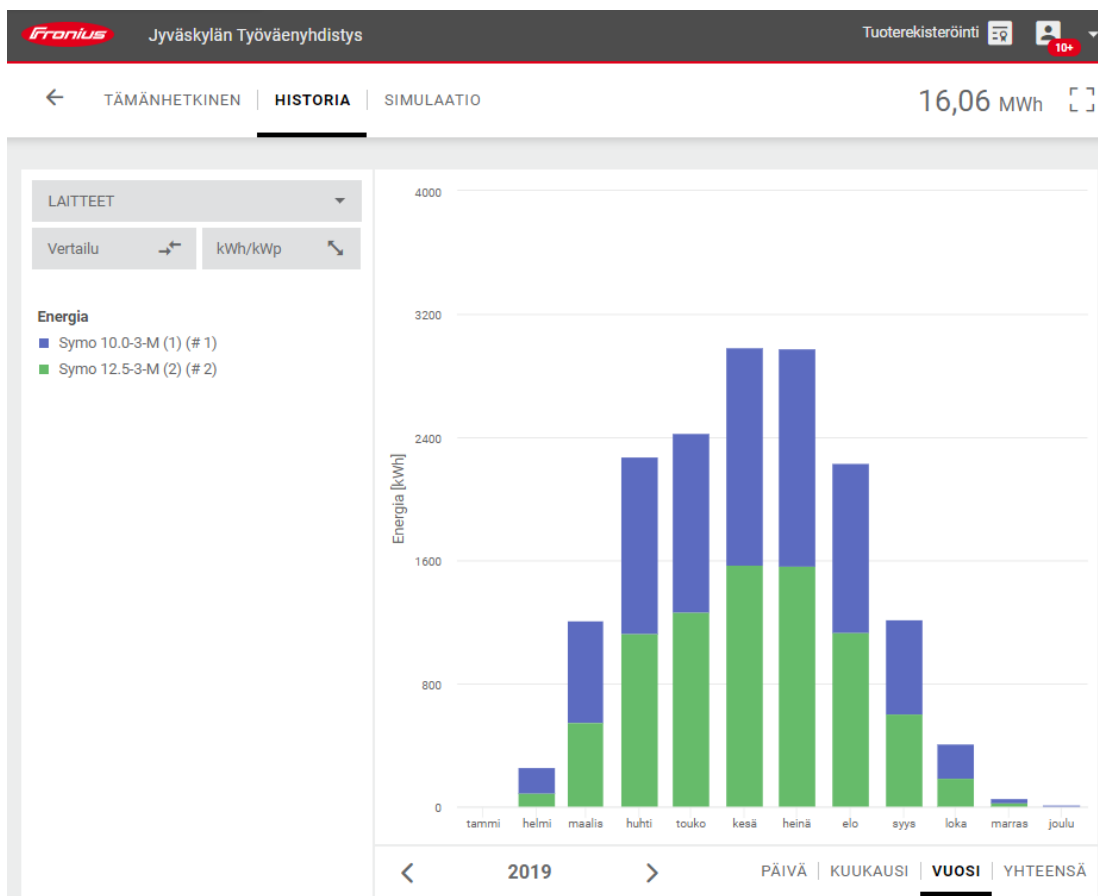 Fronius Jyväskylän Työväenyhdistys Tuoterekisteröinti 10+
TÄMÄNHETKINEN HISTORIA SIMULAATIO 16,06 MWh
LAITTEET
Vertailu kWh/kWp
Energia
Symo 10.0-3-M (1) (# 1)
Symo 12.5-3-M (2) (# 2)
Energia [kWh]
4000
3200
2400
1600
800
0
tammi helmi maalis huhti touko kesä heinä elo syys loka marras joulu
2019 PÄIVÄ KUUKAUSI VUOSI YHTEENSÄ